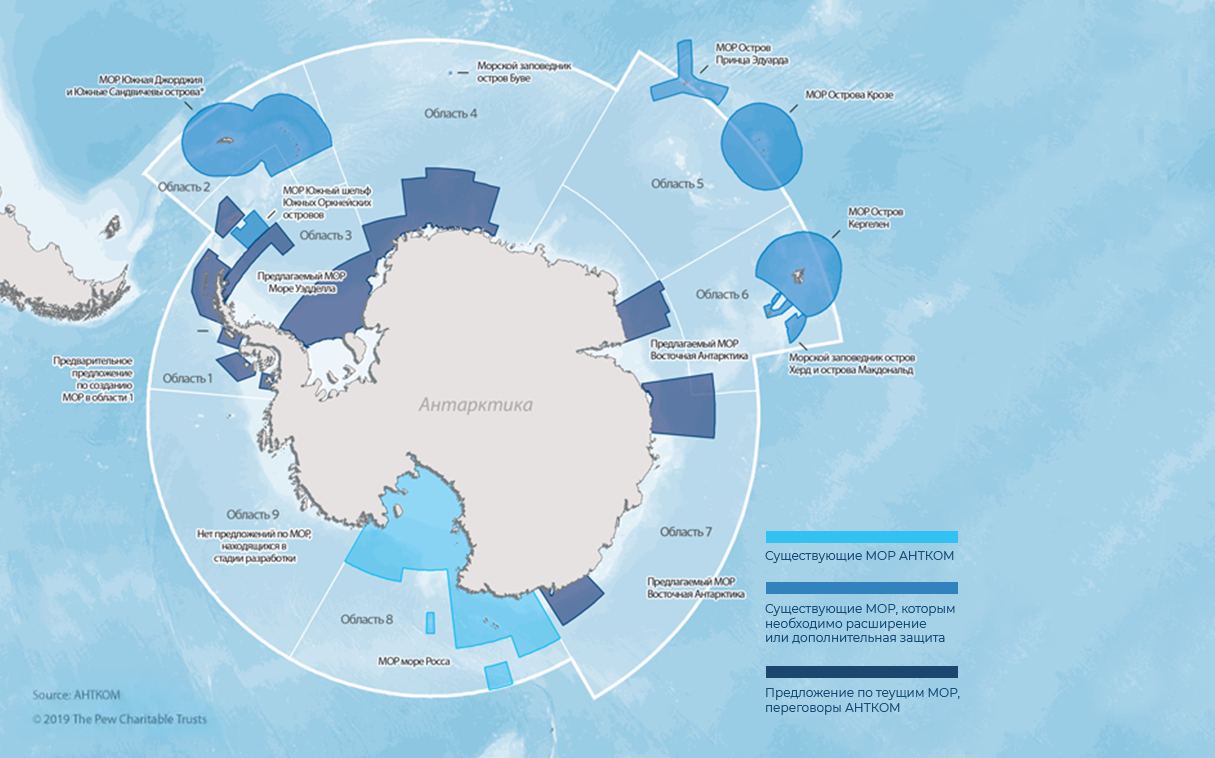 МОР Южная Джорджия
и Южные Сандвичевы острова*
Морской заповедник
остров Буве
МОР Остров
Принца Эдуарда
МОР Острова Крозе
Область 4
Область 2
МОР Южный шельф
Южных Оркнейских
островов
Область 5
МОР Остров
Кергелен
Область 3
Предлагаемый МОР
Море Уэдделла
Область 6
Предлагаемый МОР
Восточная Антарктика
Морской заповедник остров
Херд и острова Макдональд
Предварительное
предложение
по созданию
МОР в области 1
Область 1
Антарктика
Область 9
Нет предложений по МОР,
находящихся в
стадии разработки
Область 7
Предлагаемый МОР
Восточная Антарктика
Область 8
МОР море Росса
Существующие МОР АНТКОМ
Существующие МОР, которым
необходимо расширение
или дополнительная защита
Предложение по теущим МОР,
переговоры АНТКОМ
Source: АНТКОМ
© 2019 The Pew Charitable Trusts